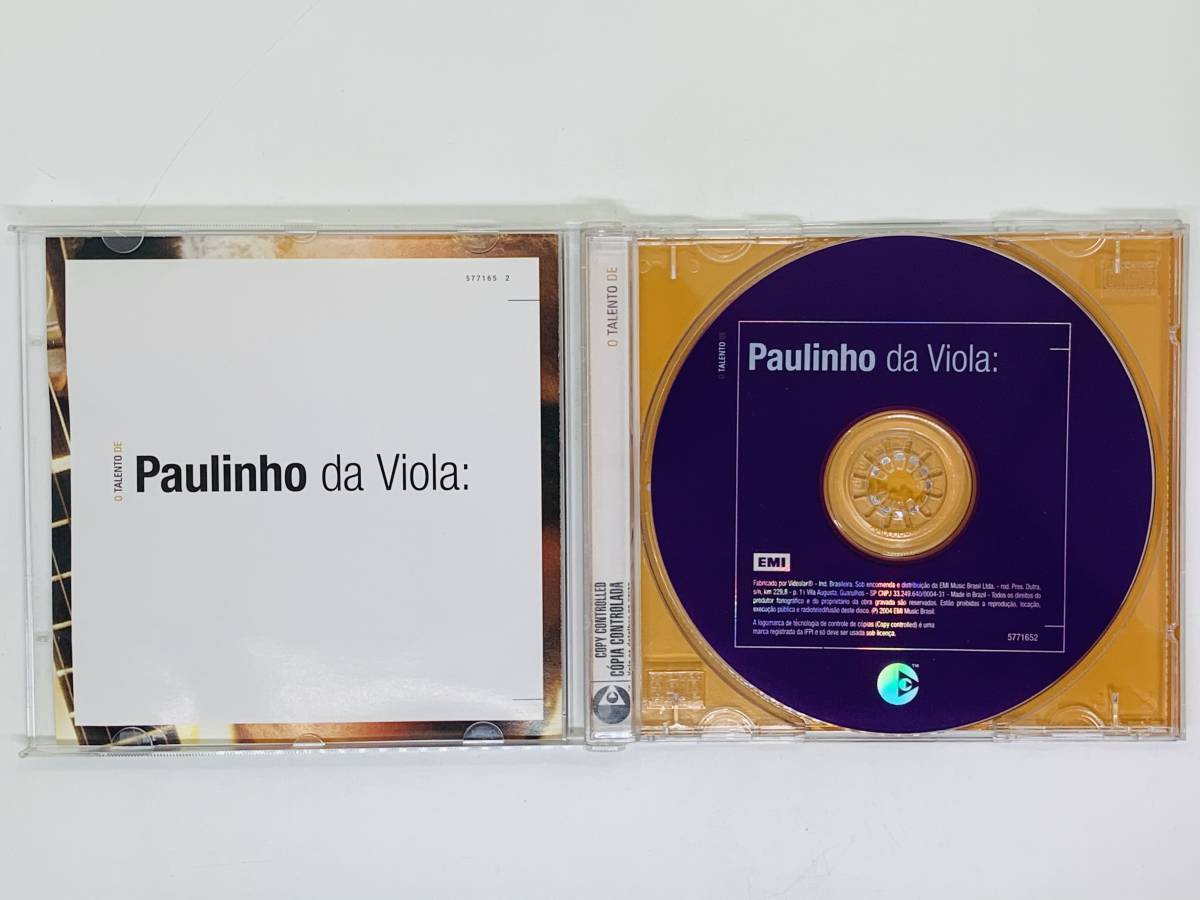 577165 2
O TALENTO DE
Paulinho da Viola:
O TALENTO DE
COPY CONTROLLED
CÓPIA CONTROLADA
O TALENTO DE
Paulinho da Viola:
EMI
Fabricado por Videolar® - Ind. Brasileira. Sob encomenda e distribuição da EMI Music Brasil Ltda. - rod. Pres. Dutra,
s/n, km 229,8 - p. 11 Vila Augusta, Guarulhos - SP CNPJ 33.249.640/0004-31 - Made in Brazil - Todos os direitos do
produtor fonográfico e do proprietário da obra gravada são reservados. Estão proibidas a reprodução, locação,
execução pública e radioteledifusão deste disco. (P) 2004 EMI Music Brasil.
A logomarca de tecnologia de controle de cópias (Copy controlled) é uma
marca registrada da IFPI e só deve ser usada sob licença.
5771652
TM